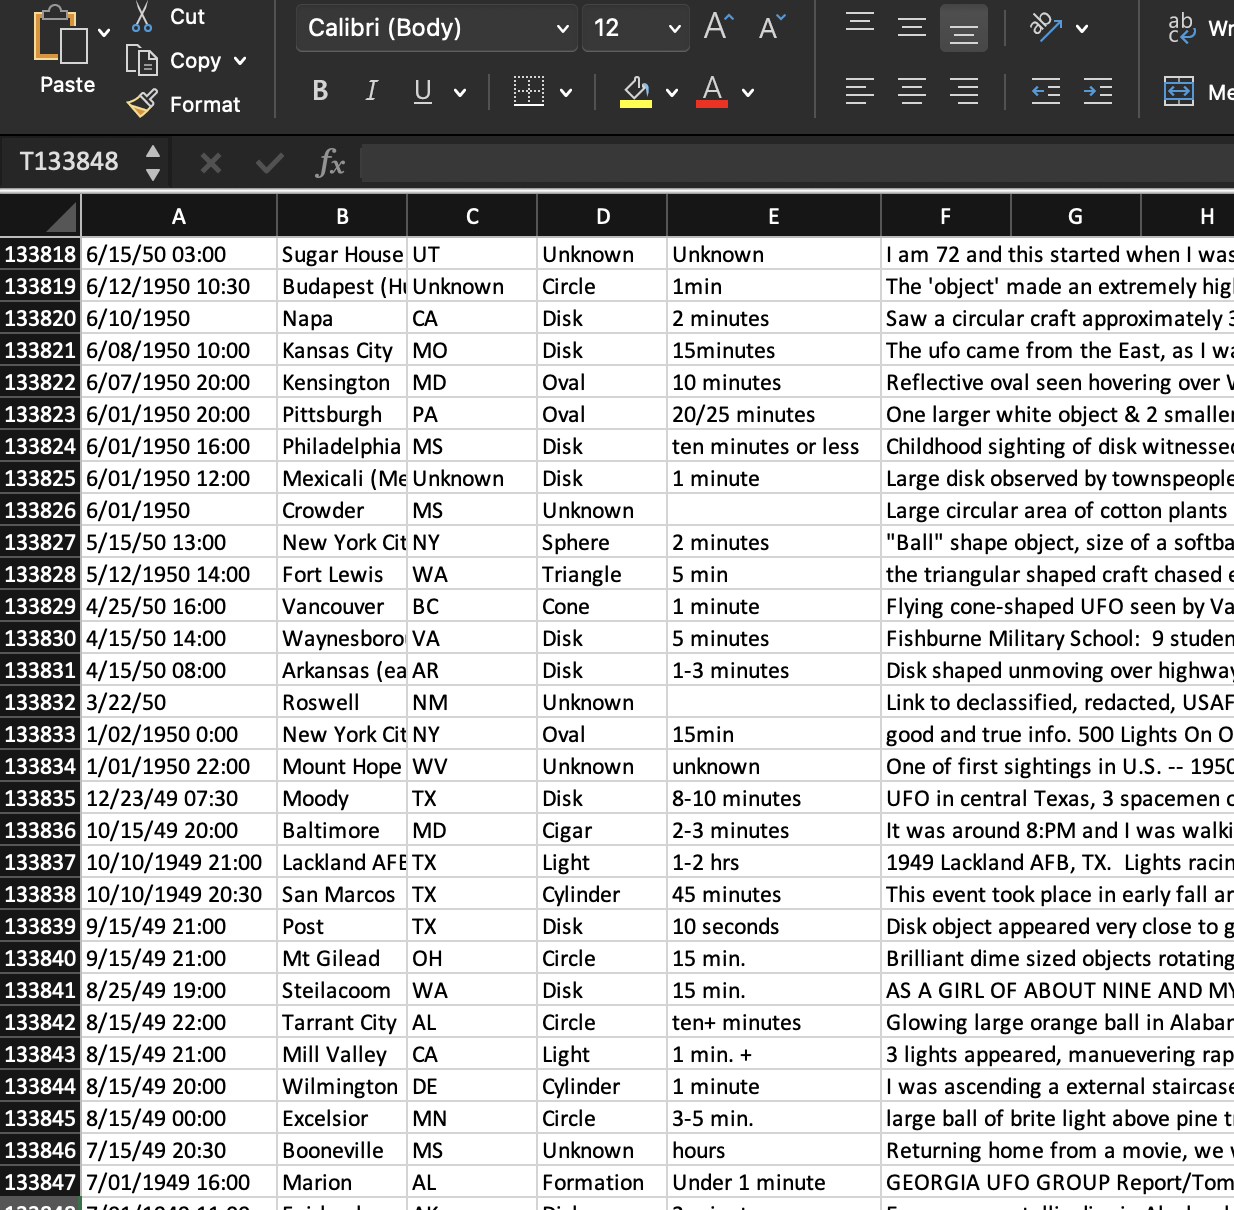 Cut
Copy
Format
Paste
Calibri (Body) 12 A A
B I U A
ab
ab
c
Wr
Me
T133848 fx
A B C D E F G H
133818 6/15/50 03:00 Sugar House UT Unknown Unknown I am 72 and this started when I was
133819 6/12/1950 10:30 Budapest (Hu Unknown Circle 1min The 'object' made an extremely hig
133820 6/10/1950 Napa CA Disk 2 minutes Saw a circular craft approximately 3
133821 6/08/1950 10:00 Kansas City MO Disk 15minutes The ufo came from the East, as I wa
133822 6/07/1950 20:00 Kensington MD Oval 10 minutes Reflective oval seen hovering over W
133823 6/01/1950 20:00 Pittsburgh PA Oval 20/25 minutes One larger white object & 2 smaller
133824 6/01/1950 16:00 Philadelphia MS Disk ten minutes or less Childhood sighting of disk witnessed
133825 6/01/1950 12:00 Mexicali (Me Unknown Disk 1 minute Large disk observed by townspeople
133826 6/01/1950 Crowder MS Unknown Large circular area of cotton plants
133827 5/15/50 13:00 New York Cit NY Sphere 2 minutes "Ball" shape object, size of a softba
133828 5/12/1950 14:00 Fort Lewis WA Triangle 5 min the triangular shaped craft chased e
133829 4/25/50 16:00 Vancouver BC Cone 1 minute Flying cone-shaped UFO seen by Va
133830 4/15/50 14:00 Waynesboro VA Disk 5 minutes Fishburne Military School:  9 studen
133831 4/15/50 08:00 Arkansas (ea AR Disk 1-3 minutes Disk shaped unmoving over highway
133832 3/22/50 Roswell NM Unknown Link to declassified, redacted, USAF
133833 1/02/1950 0:00 New York Cit NY Oval 15min good and true info. 500 Lights On O
133834 1/01/1950 22:00 Mount Hope WV Unknown unknown One of first sightings in U.S. -- 1950
133835 12/23/49 07:30 Moody TX Disk 8-10 minutes UFO in central Texas, 3 spacemen o
133836 10/15/49 20:00 Baltimore MD Cigar 2-3 minutes It was around 8:PM and I was walki
133837 10/10/1949 21:00 Lackland AFB TX Light 1-2 hrs 1949 Lackland AFB, TX.  Lights racin
133838 10/10/1949 20:30 San Marcos TX Cylinder 45 minutes This event took place in early fall ar
133839 9/15/49 21:00 Post TX Disk 10 seconds Disk object appeared very close to g
133840 9/15/49 21:00 Mt Gilead OH Circle 15 min. Brilliant dime sized objects rotating
133841 8/25/49 19:00 Steilacoom WA Disk 15 min. AS A GIRL OF ABOUT NINE AND MY
133842 8/15/49 22:00 Tarrant City AL Circle ten+ minutes Glowing large orange ball in Alabam
133843 8/15/49 21:00 Mill Valley CA Light 1 min. + 3 lights appeared, manuevering rap
133844 8/15/49 20:00 Wilmington DE Cylinder 1 minute I was ascending a external staircase
133845 8/15/49 00:00 Excelsior MN Circle 3-5 min. large ball of brite light above pine t
133846 7/15/49 20:30 Booneville MS Unknown hours Returning home from a movie, we w
133847 7/01/1949 16:00 Marion AL Formation Under 1 minute GEORGIA UFO GROUP Report/Tom